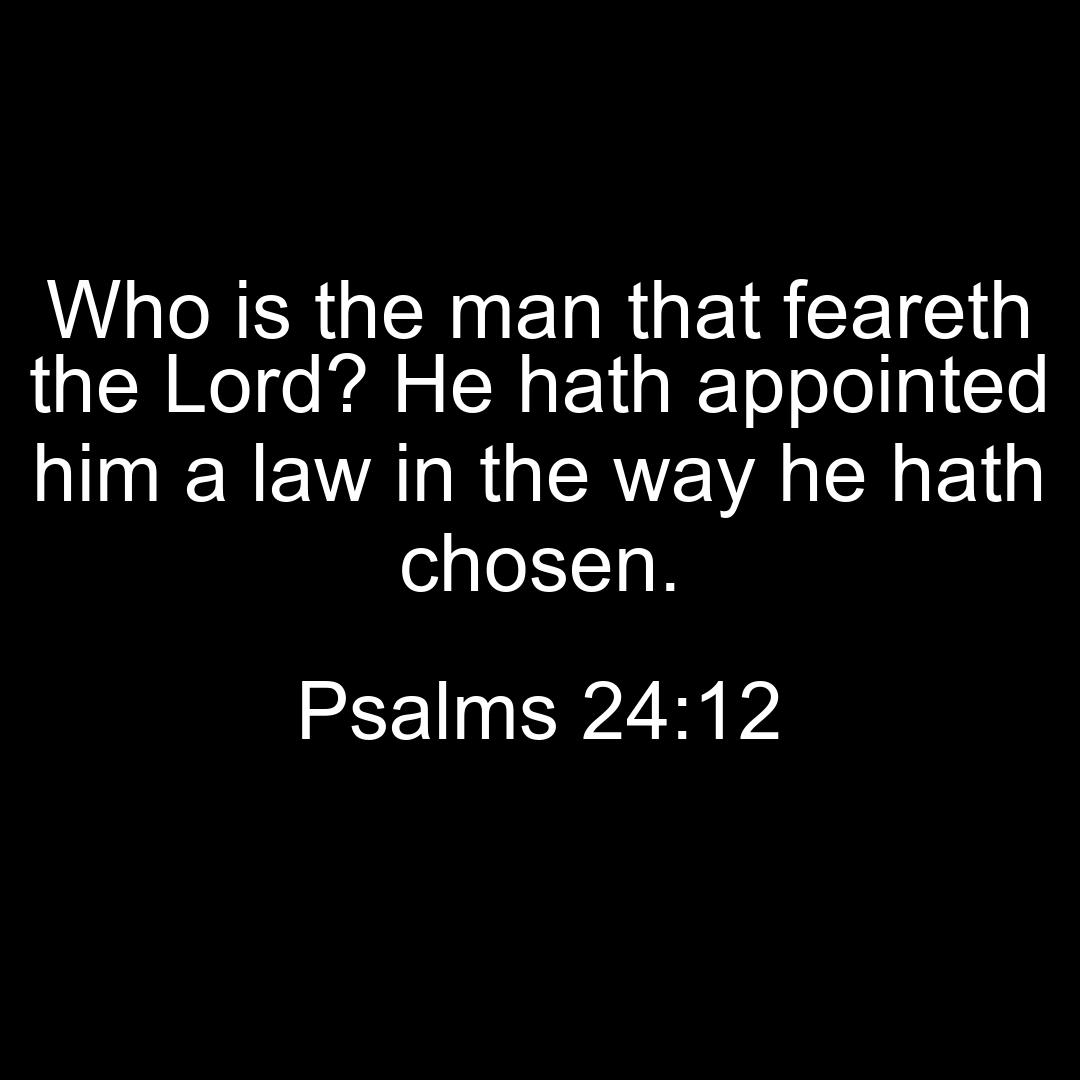 Who is the man that feareth
the Lord? He hath appointed
him a law in the way he hath
chosen.
Psalms 24:12